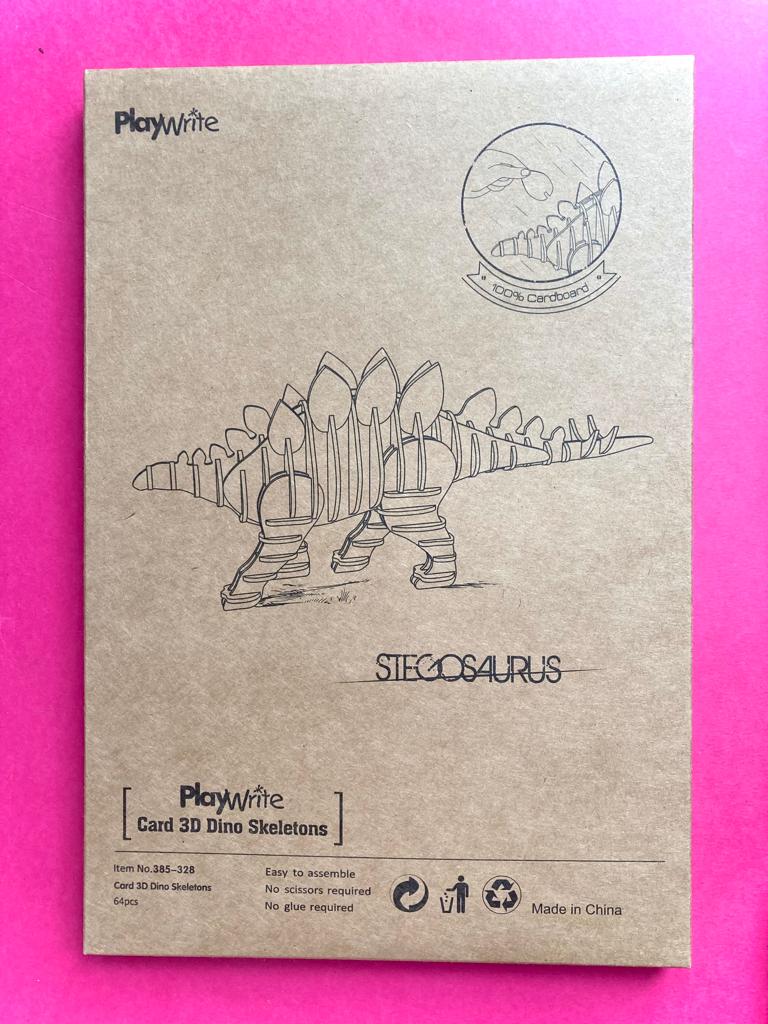 PlayWrite
100% Cardboard
STEGOSAURUS
PlayWrite
Card 3D Dino Skeletons
Item No.385-328
Card 3D Dino Skeletons
64pcs
Easy to assemble
No scissors required
No glue required
Made in China